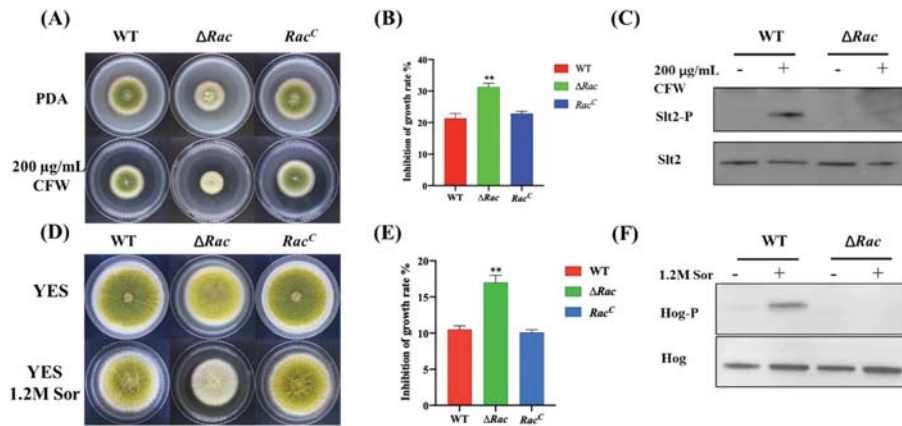 (A)
WT ΔRac Rac^C
PDA
200 μg/mL
CFW
(B)
Inhibition of growth rate %
40
30
20
10
0
**
WT ΔRac Rac^C
WT
ΔRac
Rac^C
(C)
WT ΔRac
200 μg/mL - + - +
CFW
Slt2-P
Slt2
(D)
WT ΔRac Rac^C
YES
YES
1.2M Sor
(E)
Inhibition of growth rate %
20
15
10
5
0
**
WT ΔRac Rac^C
WT
ΔRac
Rac^C
(F)
WT ΔRac
1.2M Sor - + - +
Hog-P
Hog